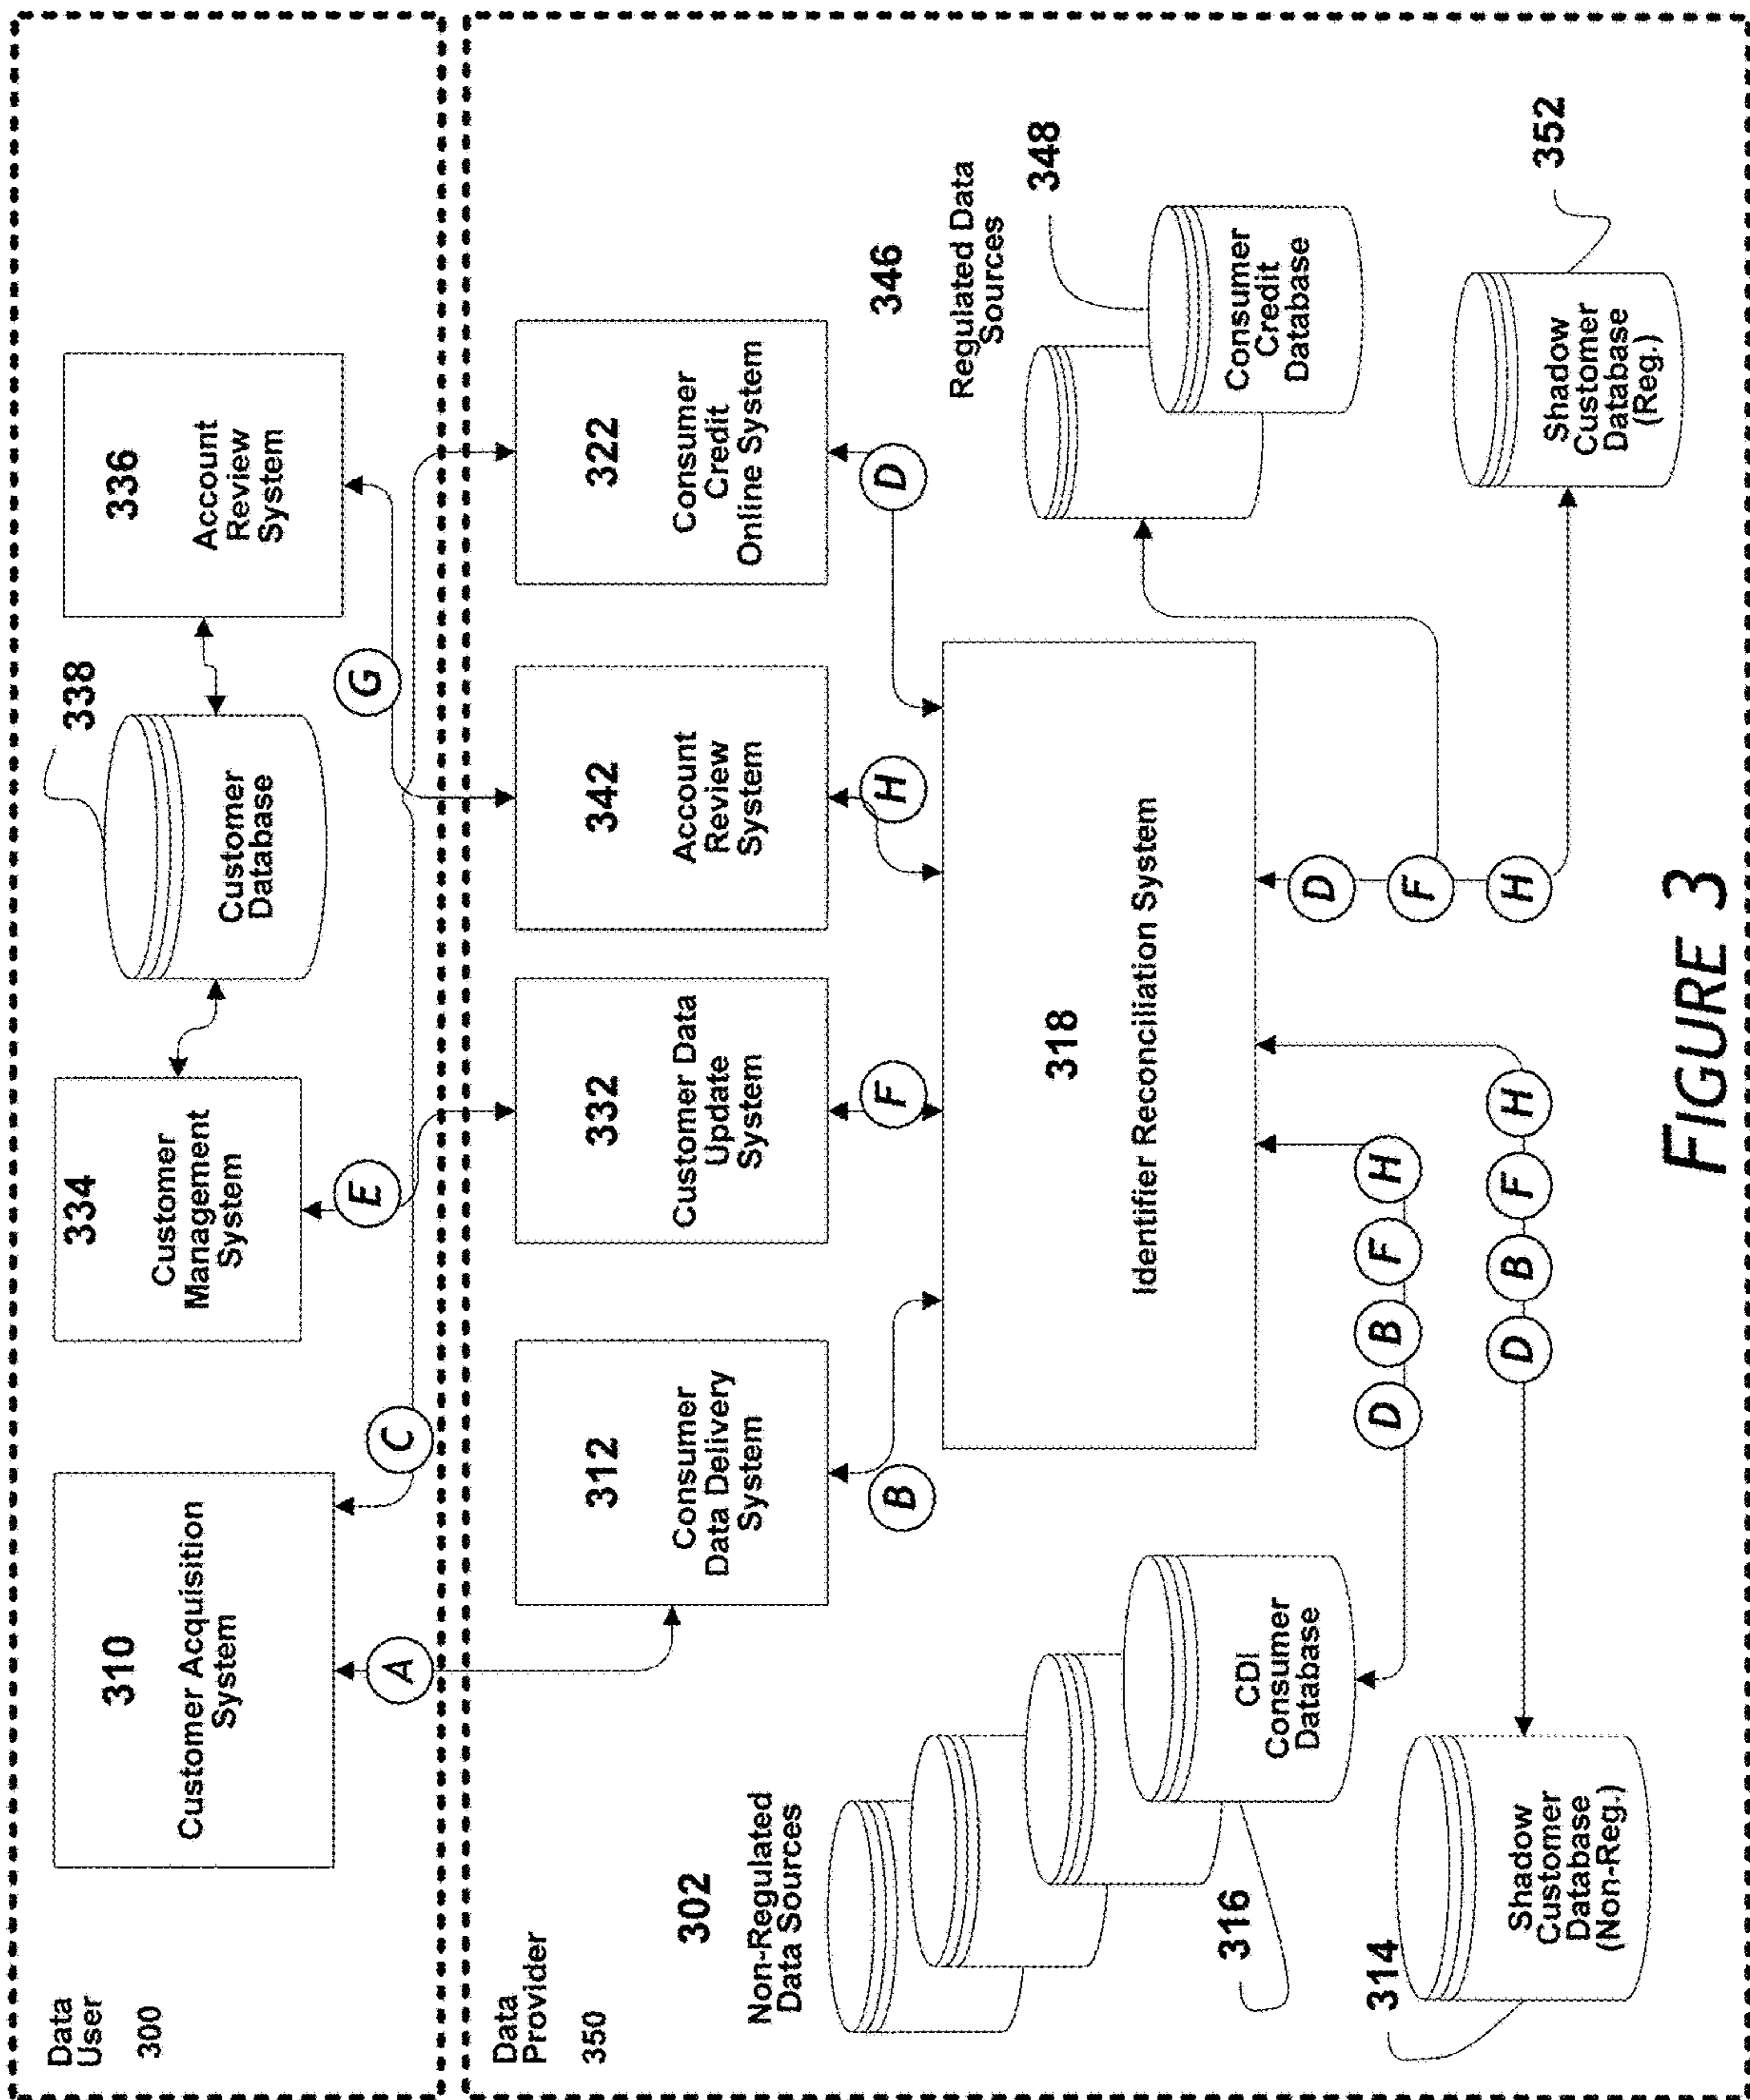 Data
User
300
310
Customer Acquisition
System
334
Customer
Management
System
338
Customer
Database
336
Account
Review
System
A
C
E
G
Data
Provider
350
312
Consumer
Data Delivery
System
332
Customer Data
Update
System
342
Account
Review
System
322
Consumer
Credit
Online System
B
F
H
D
302
Non-Regulated
Data Sources
318
Identifier Reconciliation System
346
Regulated Data
Sources
348
Consumer
Credit
Database
316
CDI
Consumer
Database
D
B
F
H
D
F
H
314
Shadow
Customer
Database
(Non-Reg.)
D
B
F
H
352
Shadow
Customer
Database
(Reg.)
FIGURE 3